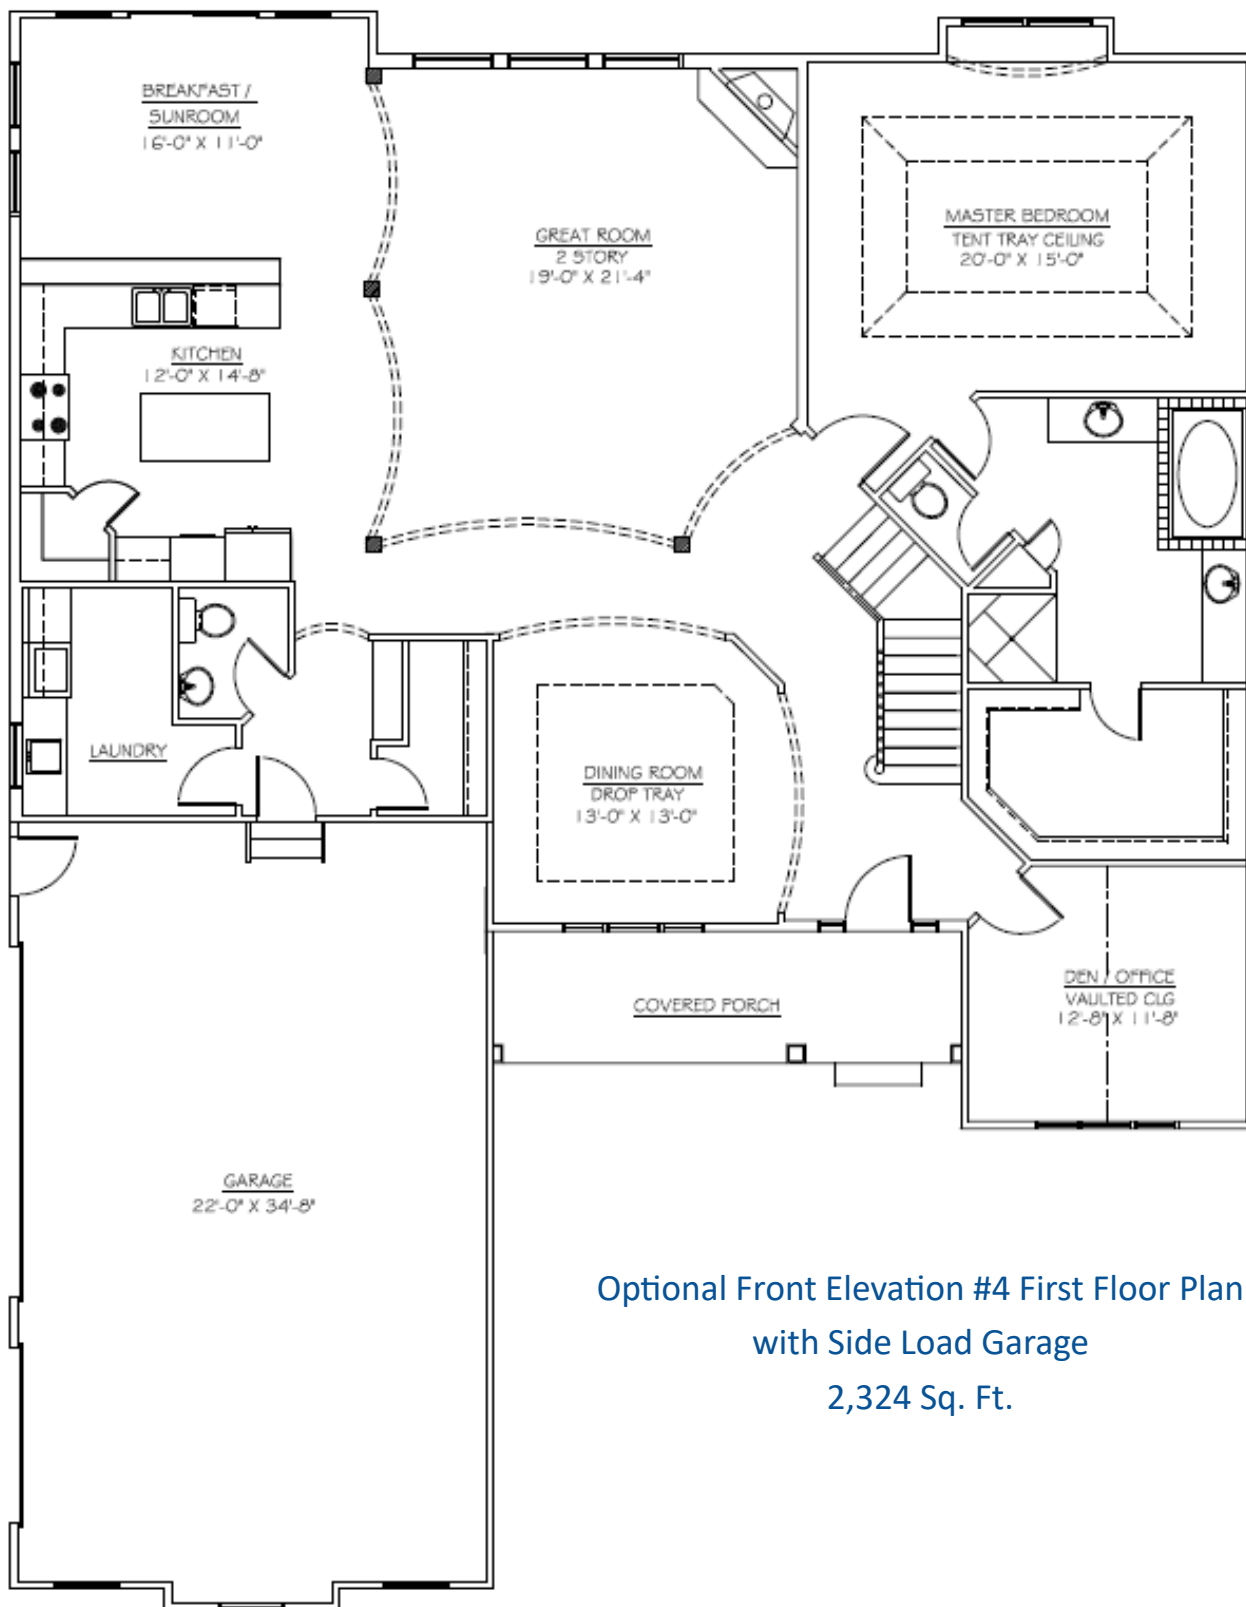 BREAKFAST /
SUNROOM
16'-0" X 11'-0"
GREAT ROOM
2 STORY
19'-0" X 21'-4"
MASTER BEDROOM
TENT TRAY CEILING
20'-0" X 15'-0"
KITCHEN
12'-0" X 14'-8"
LAUNDRY
DINING ROOM
DROP TRAY
13'-0" X 13'-0"
COVERED PORCH
DEN / OFFICE
VAULTED CLG
12'-8" X 11'-8"
GARAGE
22'-0" X 34'-8"
Optional Front Elevation #4 First Floor Plan
with Side Load Garage
2,324 Sq. Ft.